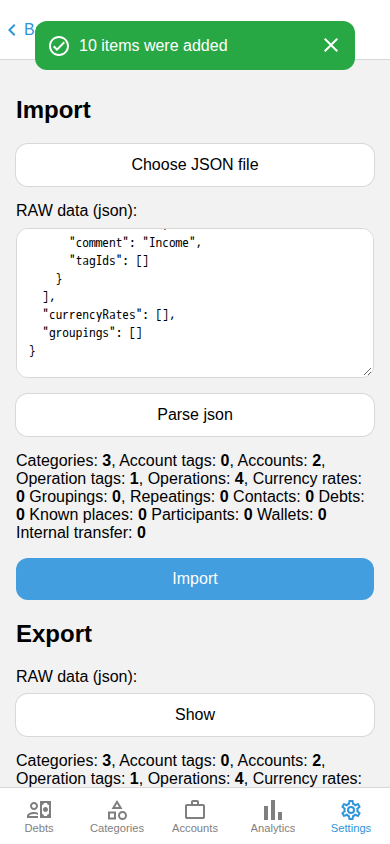 B
10 items were added
Import
Choose JSON file
RAW data (json):
"comment": "Income",
"tagIds": []
}
],
"currencyRates": [],
"groupings": []
}
Parse json
Categories: 3, Account tags: 0, Accounts: 2,
Operation tags: 1, Operations: 4, Currency rates:
0 Groupings: 0, Repeatings: 0 Contacts: 0 Debts:
0 Known places: 0 Participants: 0 Wallets: 0
Internal transfer: 0
Import
Export
RAW data (json):
Show
Categories: 3, Account tags: 0, Accounts: 2,
Operation tags: 1, Operations: 4, Currency rates:
Debts
Categories
Accounts
Analytics
Settings